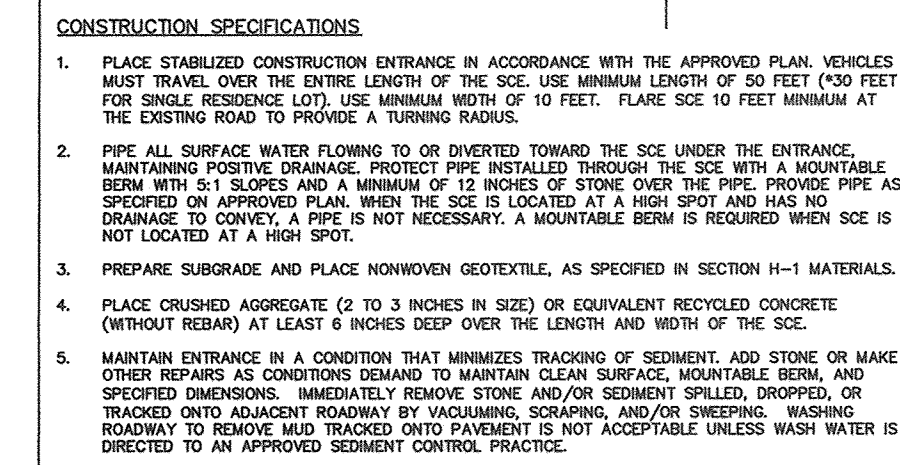 CONSTRUCTION SPECIFICATIONS
1. PLACE STABILIZED CONSTRUCTION ENTRANCE IN ACCORDANCE WITH THE APPROVED PLAN. VEHICLES
MUST TRAVEL OVER THE ENTIRE LENGTH OF THE SCE. USE MINIMUM LENGTH OF 50 FEET (*30 FEET
FOR SINGLE RESIDENCE LOT). USE MINIMUM WIDTH OF 10 FEET. FLARE SCE 10 FEET MINIMUM AT
THE EXISTING ROAD TO PROVIDE A TURNING RADIUS.
2. PIPE ALL SURFACE WATER FLOWING TO OR DIVERTED TOWARD THE SCE UNDER THE ENTRANCE,
MAINTAINING POSITIVE DRAINAGE. PROTECT PIPE INSTALLED THROUGH THE SCE WITH A MOUNTABLE
BERM WITH 5:1 SLOPES AND A MINIMUM OF 12 INCHES OF STONE OVER THE PIPE. PROVIDE PIPE AS
SPECIFIED ON APPROVED PLAN. WHEN THE SCE IS LOCATED AT A HIGH SPOT AND HAS NO
DRAINAGE TO CONVEY, A PIPE IS NOT NECESSARY. A MOUNTABLE BERM IS REQUIRED WHEN SCE IS
NOT LOCATED AT A HIGH SPOT.
3. PREPARE SUBGRADE AND PLACE NONWOVEN GEOTEXTILE, AS SPECIFIED IN SECTION H-1 MATERIALS.
4. PLACE CRUSHED AGGREGATE (2 TO 3 INCHES IN SIZE) OR EQUIVALENT RECYCLED CONCRETE
(WITHOUT REBAR) AT LEAST 6 INCHES DEEP OVER THE LENGTH AND WIDTH OF THE SCE.
5. MAINTAIN ENTRANCE IN A CONDITION THAT MINIMIZES TRACKING OF SEDIMENT. ADD STONE OR MAKE
OTHER REPAIRS AS CONDITIONS DEMAND TO MAINTAIN CLEAN SURFACE, MOUNTABLE BERM, AND
SPECIFIED DIMENSIONS. IMMEDIATELY REMOVE STONE AND/OR SEDIMENT SPILLED, DROPPED, OR
TRACKED ONTO ADJACENT ROADWAY BY VACUUMING, SCRAPING, AND/OR SWEEPING. WASHING
ROADWAY TO REMOVE MUD TRACKED ONTO PAVEMENT IS NOT ACCEPTABLE UNLESS WASH WATER IS
DIRECTED TO AN APPROVED SEDIMENT CONTROL PRACTICE.